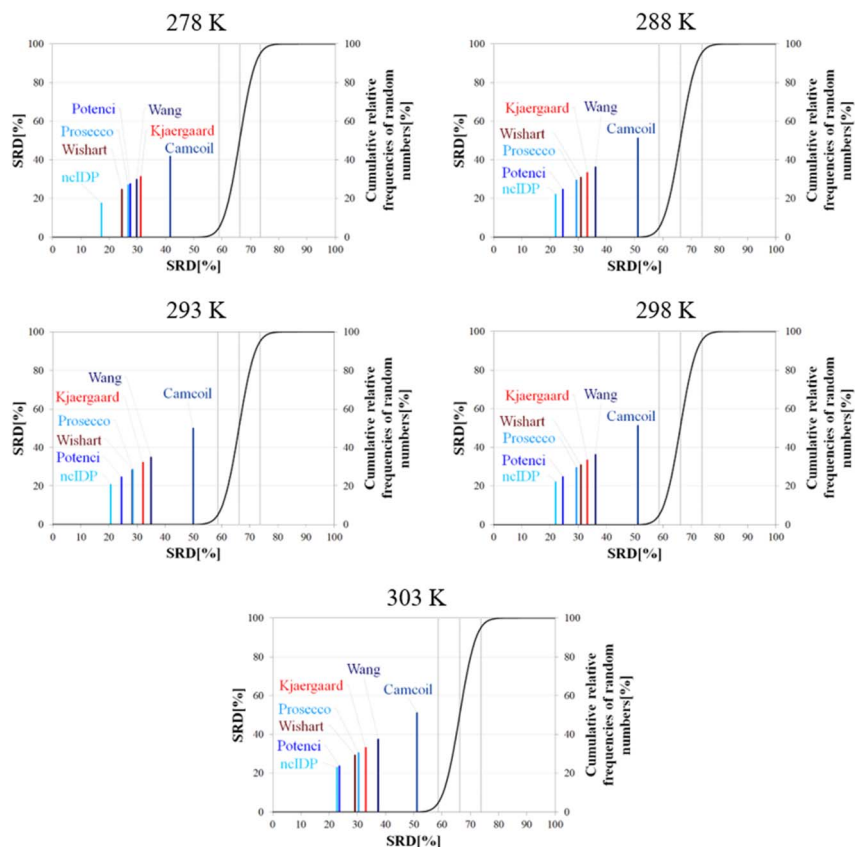 278 K
100
80
60
40
20
0
SRD[%]
Potenci
Wang
Prosecco
Kjaergaard
Wishart
Camcoil
ncIDP
100
80
60
40
20
0
Cumulative relative
frequencies of random
numbers[%]
0 10 20 30 40 50 60 70 80 90 100
SRD[%]
288 K
100
80
60
40
20
0
SRD[%]
Kjaergaard
Wang
Wishart
Camcoil
Prosecco
Potenci
ncIDP
100
80
60
40
20
0
Cumulative relative
frequencies of random
numbers[%]
0 10 20 30 40 50 60 70 80 90 100
SRD[%]
293 K
100
80
60
40
20
0
SRD[%]
Wang
Kjaergaard
Camcoil
Prosecco
Wishart
Potenci
ncIDP
100
80
60
40
20
0
Cumulative relative
frequencies of random
numbers[%]
0 10 20 30 40 50 60 70 80 90 100
SRD[%]
298 K
100
80
60
40
20
0
SRD[%]
Kjaergaard
Wang
Wishart
Camcoil
Prosecco
Potenci
ncIDP
100
80
60
40
20
0
Cumulative relative
frequencies of random
numbers[%]
0 10 20 30 40 50 60 70 80 90 100
SRD[%]
303 K
100
80
60
40
20
0
SRD[%]
Wang
Kjaergaard
Camcoil
Prosecco
Wishart
Potenci
ncIDP
100
80
60
40
20
0
Cumulative relative
frequencies of random
numbers[%]
0 10 20 30 40 50 60 70 80 90 100
SRD[%]